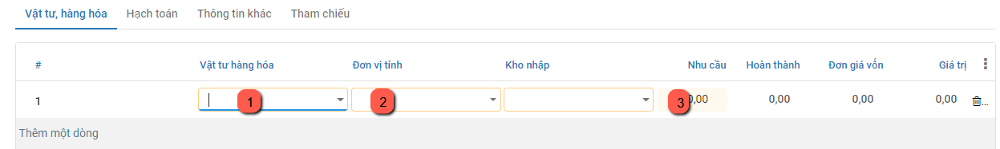 Vật tư, hàng hóa Hạch toán Thông tin khác Tham chiếu
# Vật tư hàng hóa Đơn vị tính Kho nhập Nhu cầu Hoàn thành Đơn giá vốn Giá trị
1 1 2 3 0,00 0,00 0,00 0,00 ...
Thêm một dòng